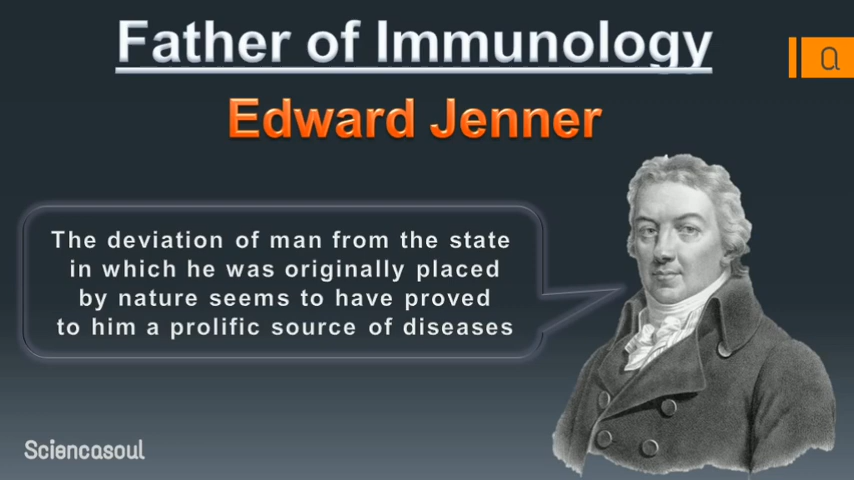 Father of Immunology
a
Edward Jenner
The deviation of man from the state
in which he was originally placed
by nature seems to have proved
to him a prolific source of diseases
Sciencasoul